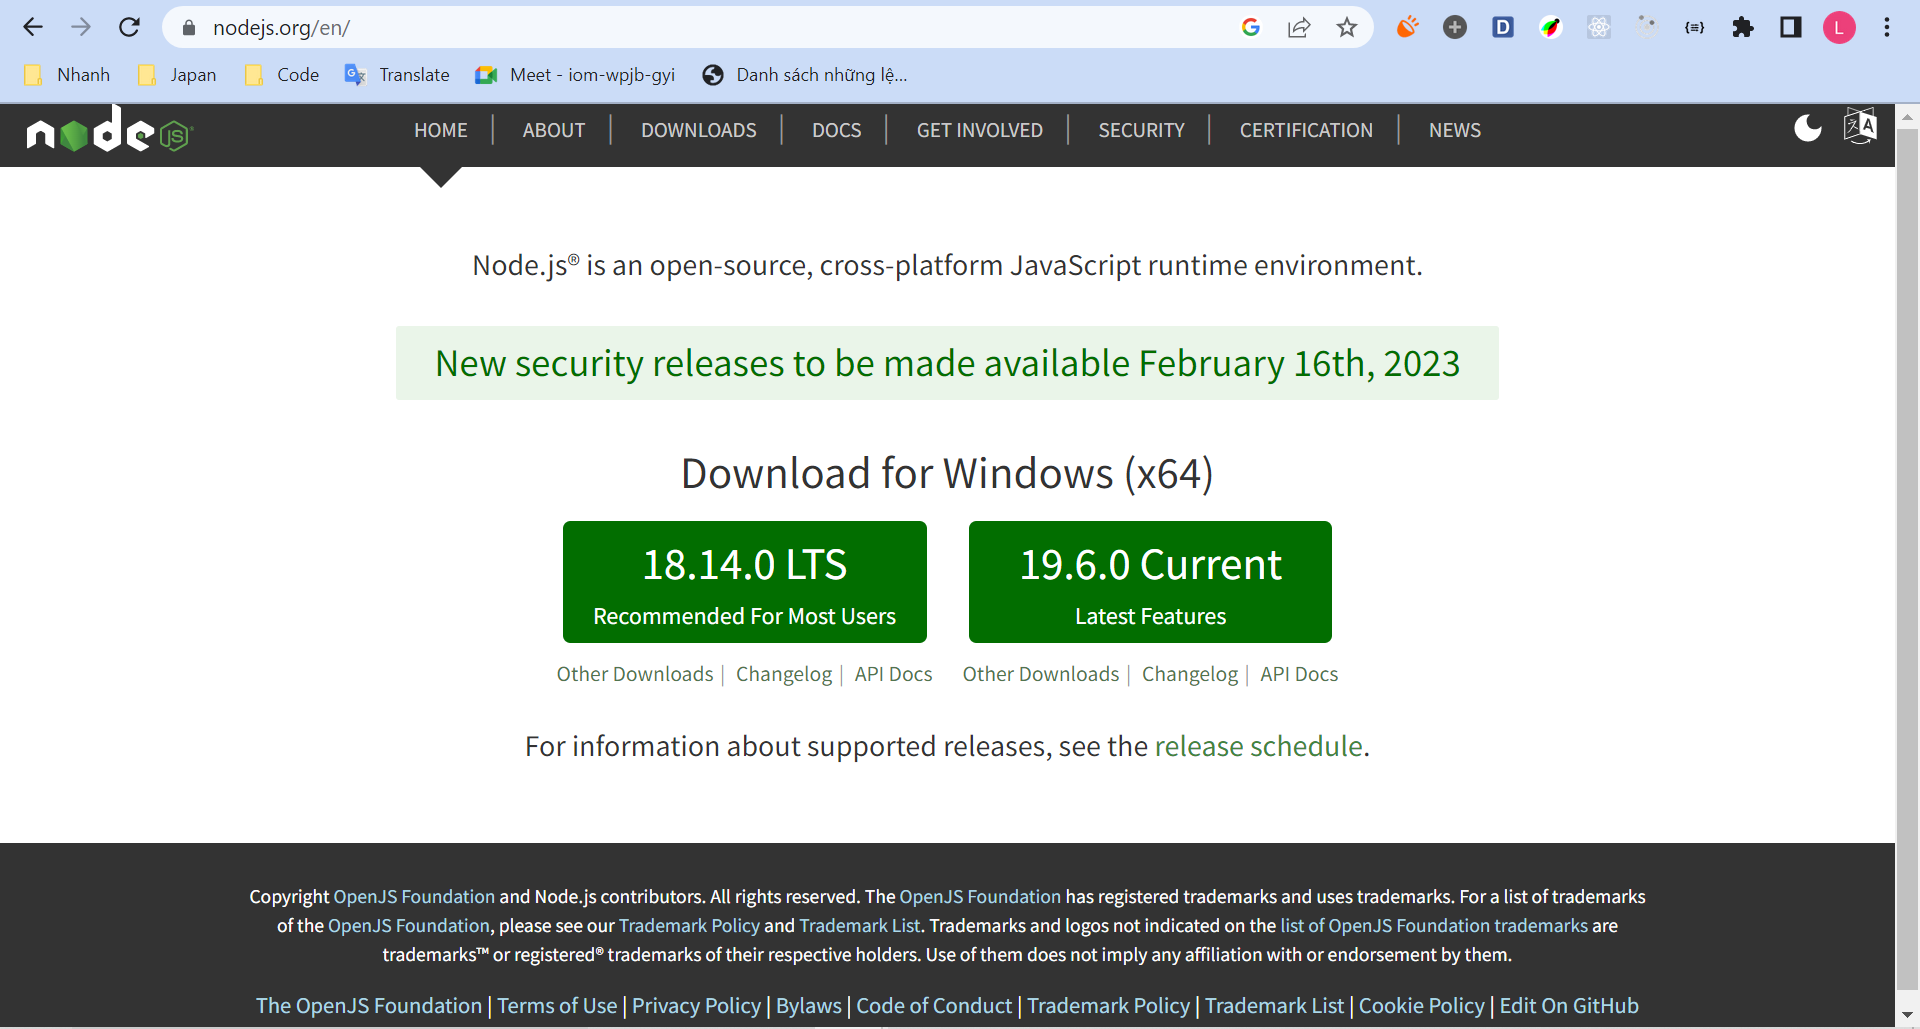 nodejs.org/en/
L
Nhanh Japan Code Translate Meet - iom-wpjb-gyi Danh sách những lệ...
node JS
HOME | ABOUT | DOWNLOADS | DOCS | GET INVOLVED | SECURITY | CERTIFICATION | NEWS
Node.js® is an open-source, cross-platform JavaScript runtime environment.
New security releases to be made available February 16th, 2023
Download for Windows (x64)
18.14.0 LTS
Recommended For Most Users
19.6.0 Current
Latest Features
Other Downloads | Changelog | API Docs
Other Downloads | Changelog | API Docs
For information about supported releases, see the release schedule.
Copyright OpenJS Foundation and Node.js contributors. All rights reserved. The OpenJS Foundation has registered trademarks and uses trademarks. For a list of trademarks
of the OpenJS Foundation, please see our Trademark Policy and Trademark List. Trademarks and logos not indicated on the list of OpenJS Foundation trademarks are
trademarks™ or registered® trademarks of their respective holders. Use of them does not imply any affiliation with or endorsement by them.
The OpenJS Foundation | Terms of Use | Privacy Policy | Bylaws | Code of Conduct | Trademark Policy | Trademark List | Cookie Policy | Edit On GitHub